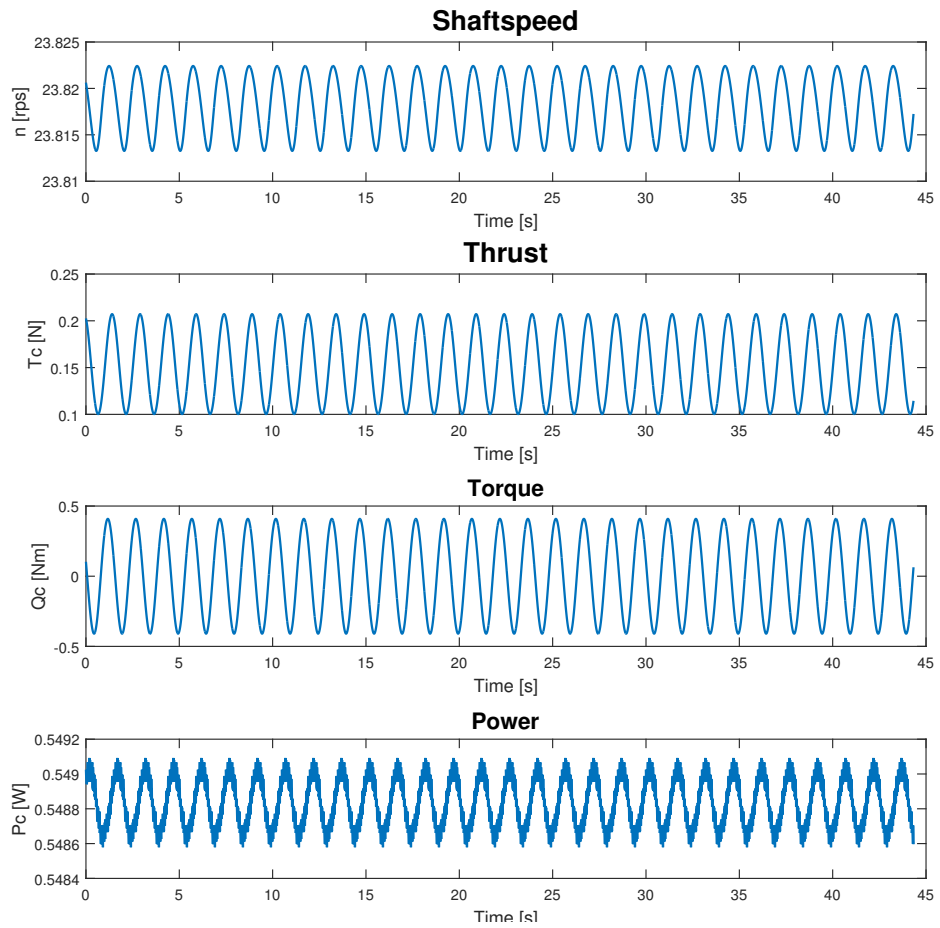 Shaftspeed
23.825
23.82
23.815
23.81
n [rps]
0 5 10 15 20 25 30 35 40 45
Time [s]
Thrust
0.25
0.2
0.15
0.1
Tc [N]
0 5 10 15 20 25 30 35 40 45
Time [s]
Torque
0.5
0
-0.5
Qc [Nm]
0 5 10 15 20 25 30 35 40 45
Time [s]
Power
0.5492
0.549
0.5488
0.5486
0.5484
Pc [W]
0 5 10 15 20 25 30 35 40 45
Time [s]